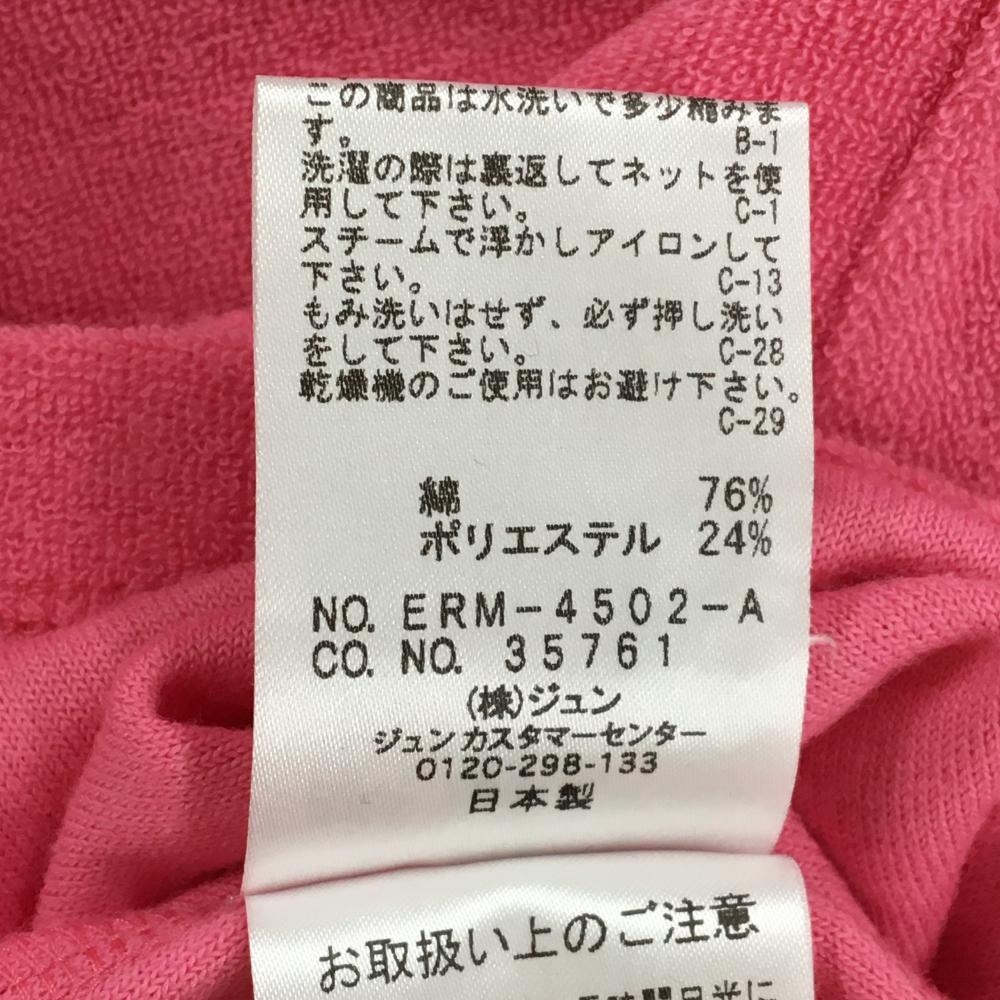 この商品は水洗いで多少縮みま
す。 B-1
洗濯の際は裏返してネットを使
用して下さい。 C-1
スチームで浮かしアイロンして
下さい。 C-13
もみ洗いはせず、必ず押し洗い
をして下さい。 C-28
乾燥機のご使用はお避け下さい。
C-29
綿 76%
ポリエステル 24%
NO. ERM-4502-A
CO. NO. 35761
(株)ジュン
ジュンカスタマーセンター
0120-298-133
日本製
お取扱い上のご注意